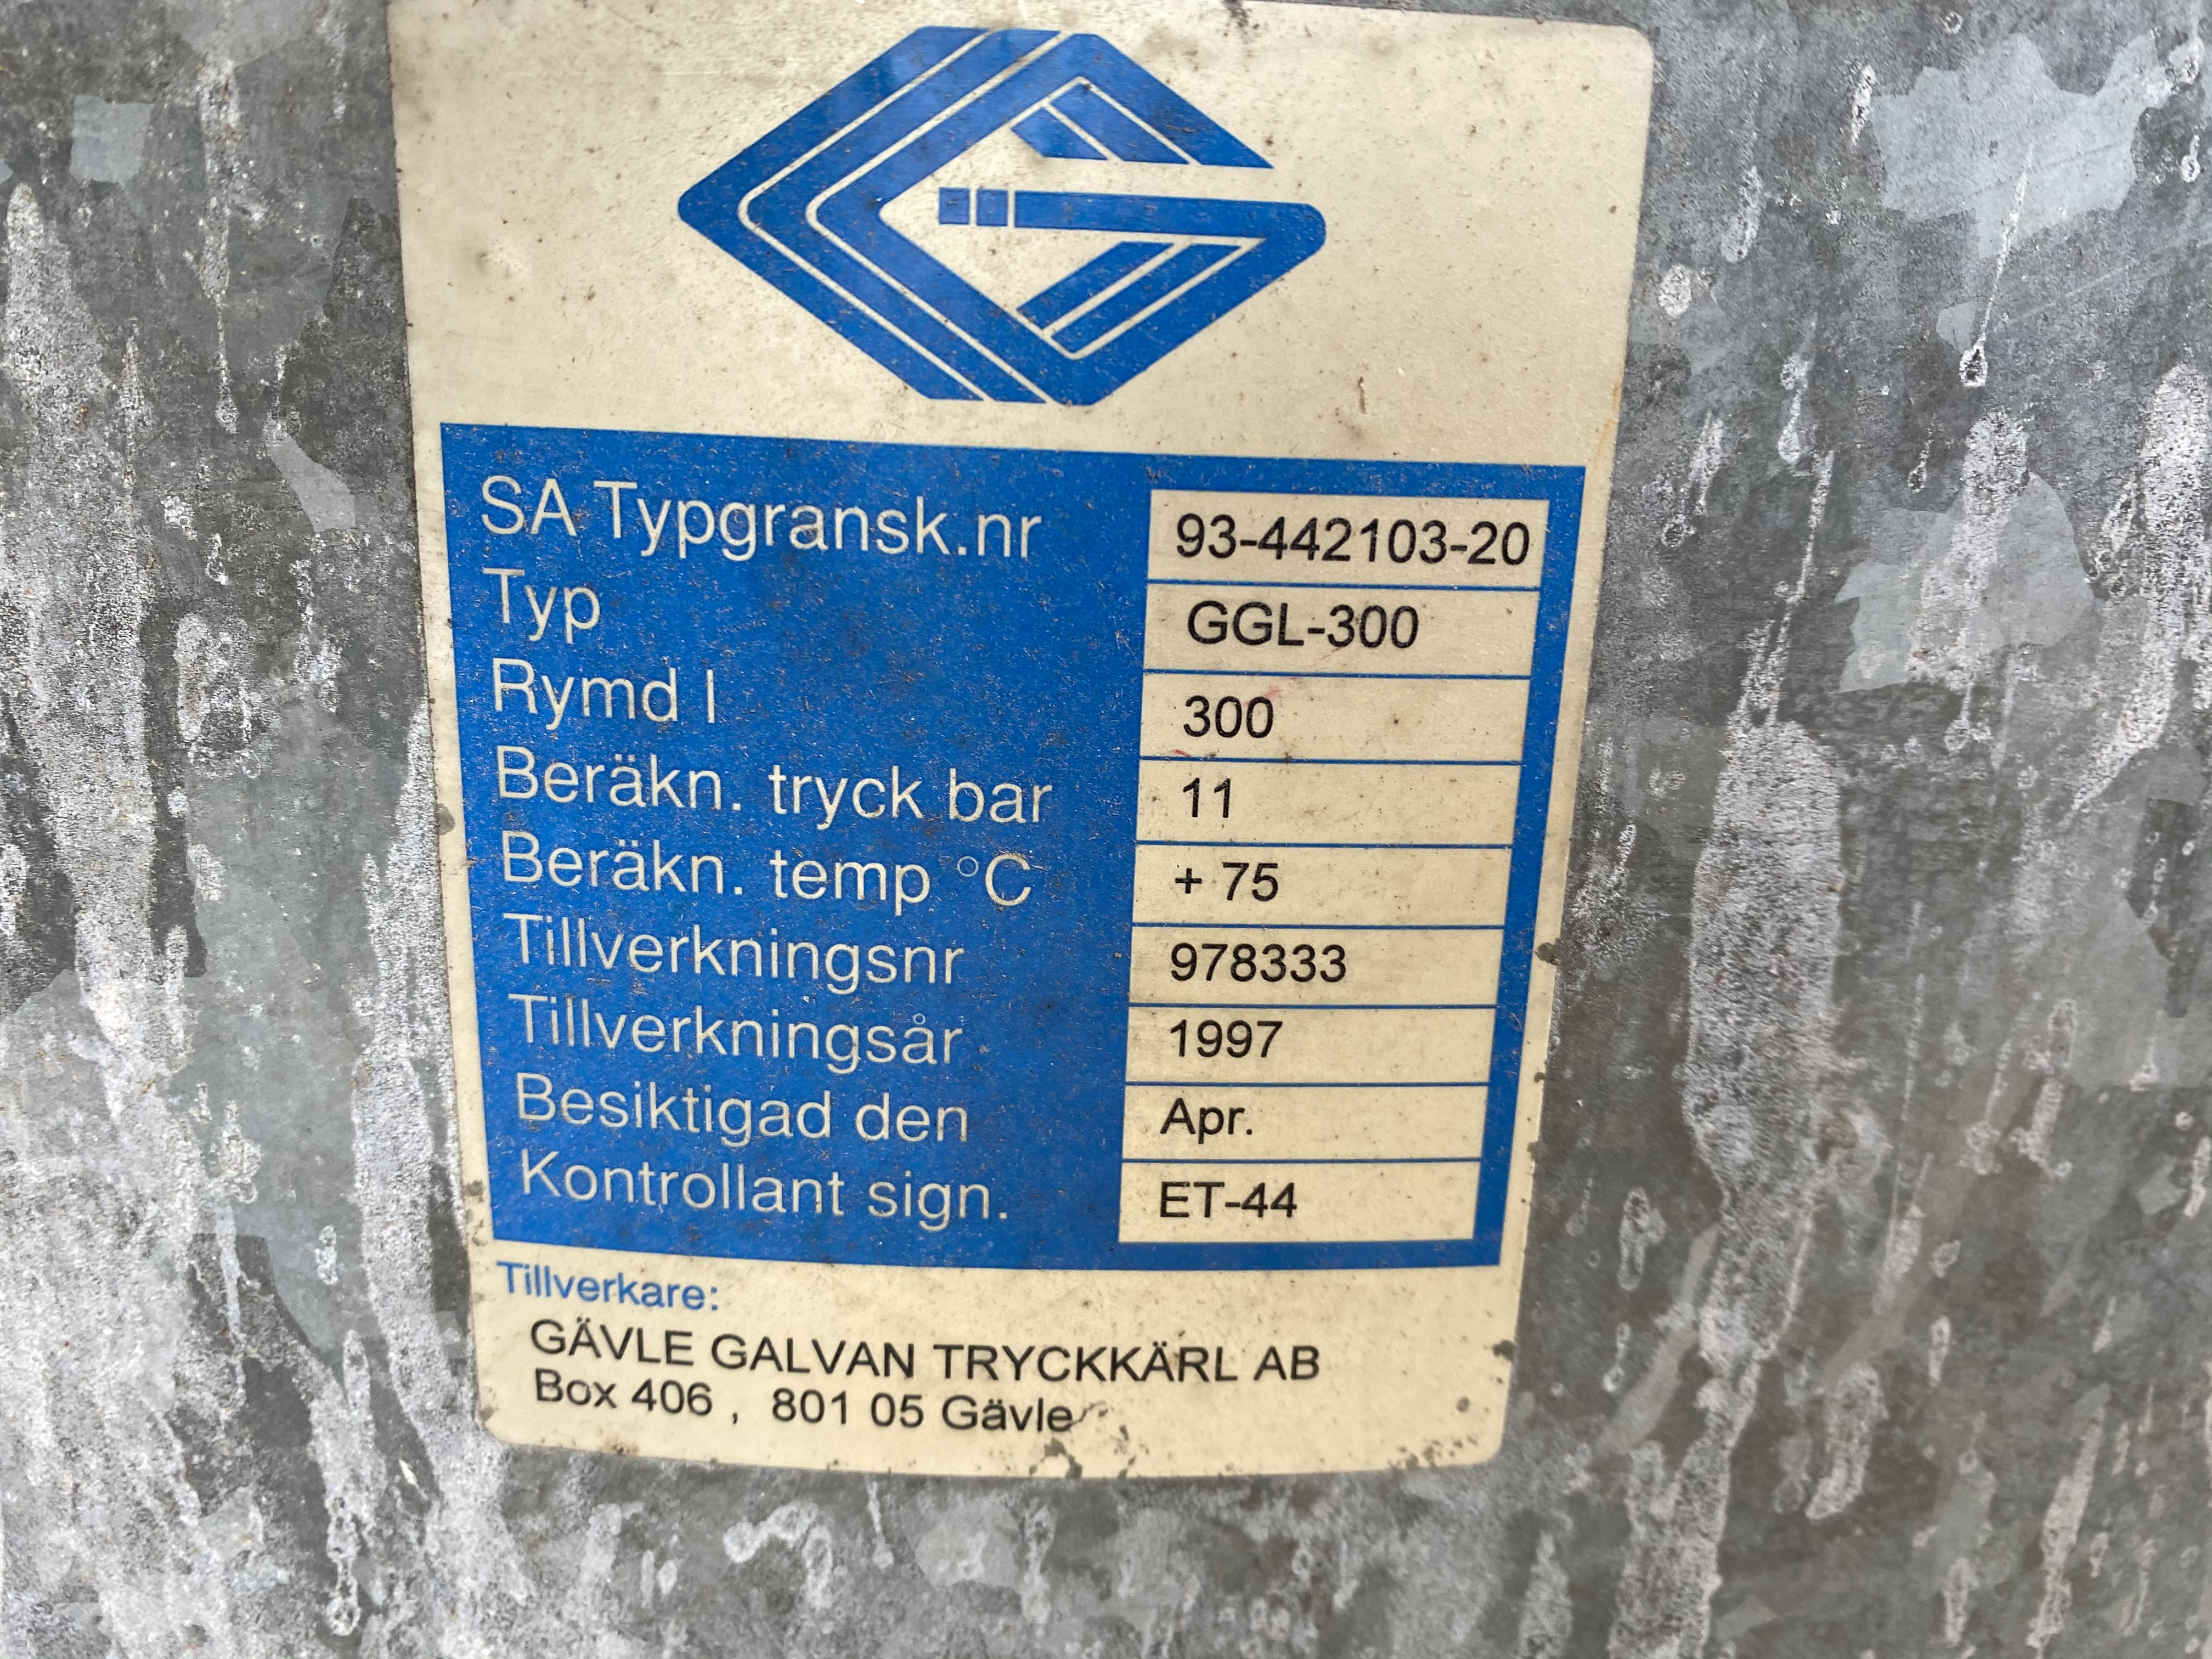 SA Typgransk.nr 93-442103-20
Typ GGL-300
Rymd l 300
Beräkn. tryck bar 11
Beräkn. temp °C + 75
Tillverkningsnr 978333
Tillverkningsår 1997
Besiktigad den Apr.
Kontrollant sign. ET-44
Tillverkare:
GÄVLE GALVAN TRYCKKÄRL AB
Box 406 , 801 05 Gävle